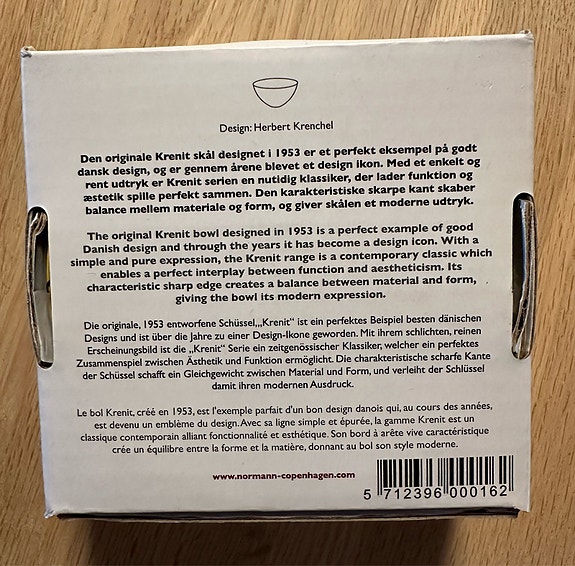 Design: Herbert Krenchel
Den originale Krenit skål designet i 1953 er et perfekt eksempel på godt
dansk design, og er gennem årene blevet et design ikon. Med et enkelt og
rent udtryk er Krenit serien en nutidig klassiker, der lader funktion og
æstetik spille perfekt sammen. Den karakteristiske skarpe kant skaber
balance mellem materiale og form, og giver skålen et moderne udtryk.
The original Krenit bowl designed in 1953 is a perfect example of good
Danish design and through the years it has become a design icon. With a
simple and pure expression, the Krenit range is a contemporary classic which
enables a perfect interplay between function and aestheticism. Its
characteristic sharp edge creates a balance between material and form,
giving the bowl its modern expression.
Die originale, 1953 entworfene Schüssel,„Krenit“ ist ein perfektes Beispiel besten dänischen
Designs und ist über die Jahre zu einer Design-Ikone geworden. Mit ihrem schlichten, reinen
Erscheinungsbild ist die „Krenit“ Serie ein zeitgenössischer Klassiker, welcher ein perfektes
Zusammenspiel zwischen Ästhetik und Funktion ermöglicht. Die charakteristische scharfe Kante
der Schüssel schafft ein Gleichgewicht zwischen Material und Form, und verleiht der Schlüssel
damit ihren modernen Ausdruck.
Le bol Krenit, créé en 1953, est l'exemple parfait d'un bon design danois qui, au cours des années,
est devenu un emblème du design. Avec sa ligne simple et épurée, la gamme Krenit est un
classique contemporain alliant fonctionnalité et esthétique. Son bord à arête vive caractéristique
crée un équilibre entre la forme et la matière, donnant au bol son style moderne.
www.normann-copenhagen.com
5 712396 000162